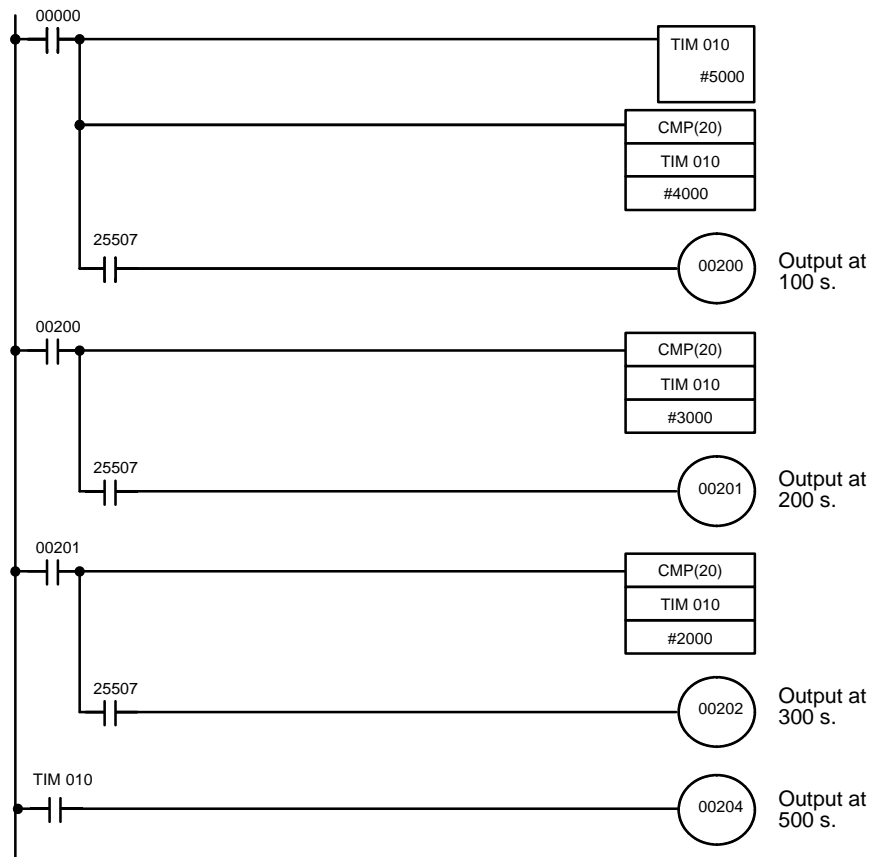 00000
TIM 010
#5000
CMP(20)
TIM 010
#4000
25507
00200
Output at
100 s.
00200
CMP(20)
TIM 010
#3000
25507
00201
Output at
200 s.
00201
CMP(20)
TIM 010
#2000
25507
00202
Output at
300 s.
TIM 010
00204
Output at
500 s.